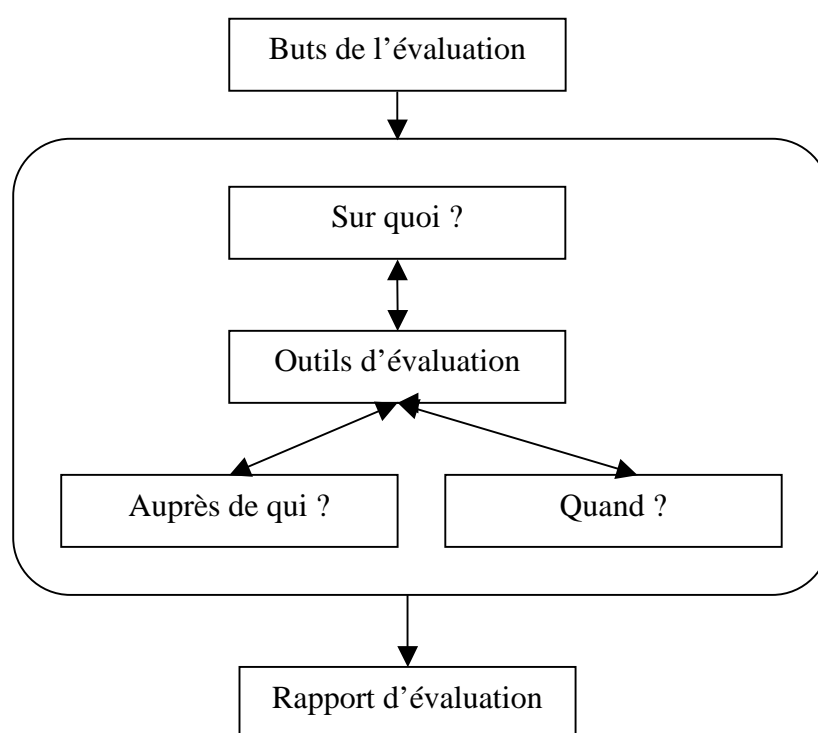 Buts de l’évaluation
Sur quoi ?
Outils d’évaluation
Auprès de qui ?
Quand ?
Rapport d’évaluation